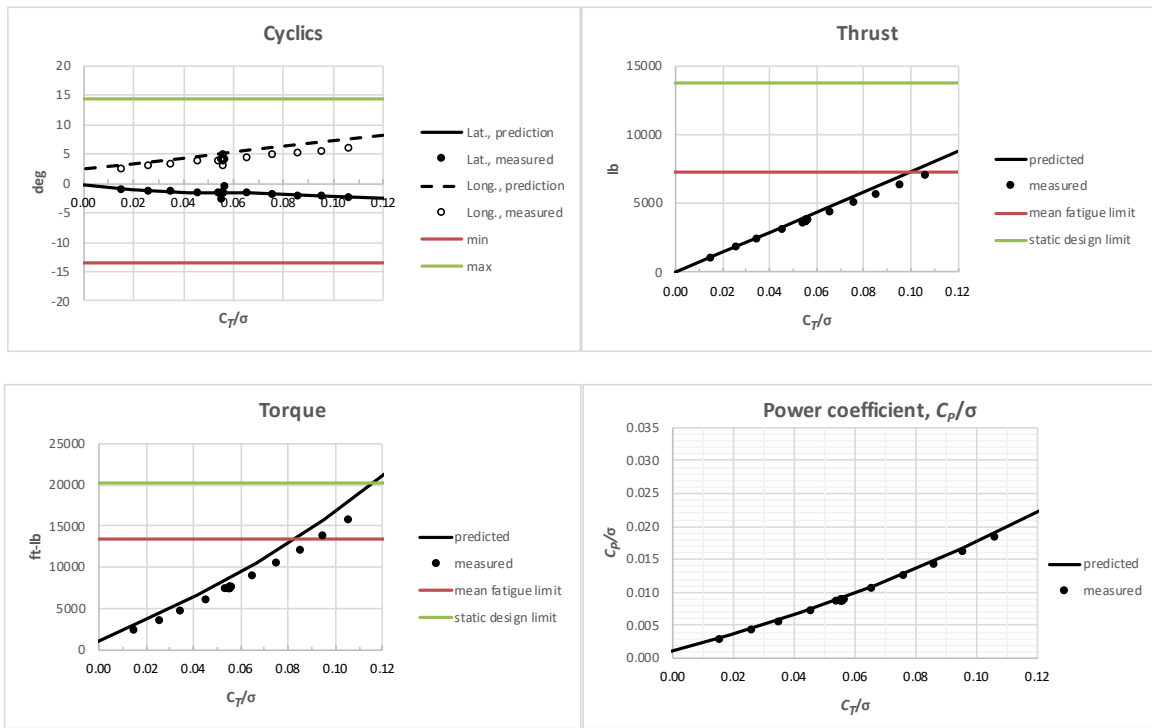 Cyclics
20
15
10
5
0
-5
-10
-15
-20
deg
0.00 0.02 0.04 0.06 0.08 0.10 0.12
C_T/σ
Lat., prediction
Lat., measured
Long., prediction
Long., measured
min
max
Thrust
15000
10000
5000
0
lb
0.00 0.02 0.04 0.06 0.08 0.10 0.12
C_T/σ
predicted
measured
mean fatigue limit
static design limit
Torque
25000
20000
15000
10000
5000
0
ft-lb
0.00 0.02 0.04 0.06 0.08 0.10 0.12
C_T/σ
predicted
measured
mean fatigue limit
static design limit
Power coefficient, C_P/σ
0.035
0.030
0.025
0.020
0.015
0.010
0.005
0.000
C_P/σ
0.00 0.02 0.04 0.06 0.08 0.10 0.12
C_T/σ
predicted
measured